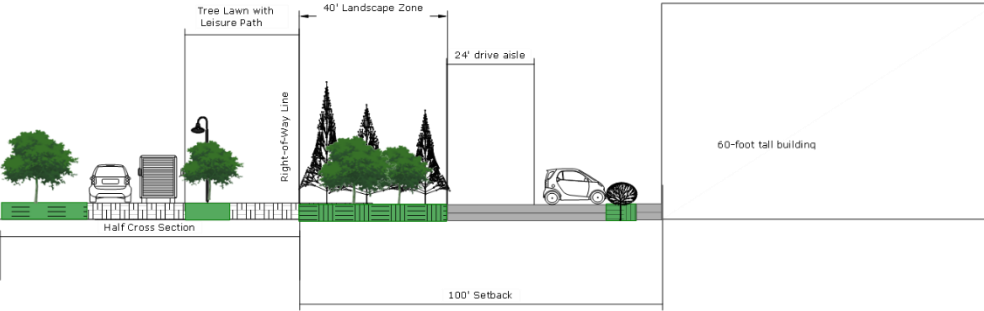 Tree Lawn with
Leisure Path
40' Landscape Zone
24' drive aisle
Right-of-Way Line
60-foot tall building
Half Cross Section
100' Setback